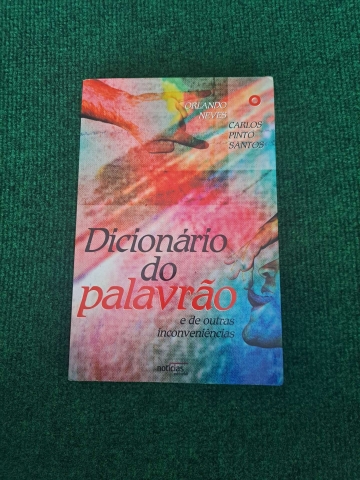 ORLANDO
NEVES
CARLOS
PINTO
SANTOS
Dicionário
do
palavrão
e de outras
inconveniências
notícias